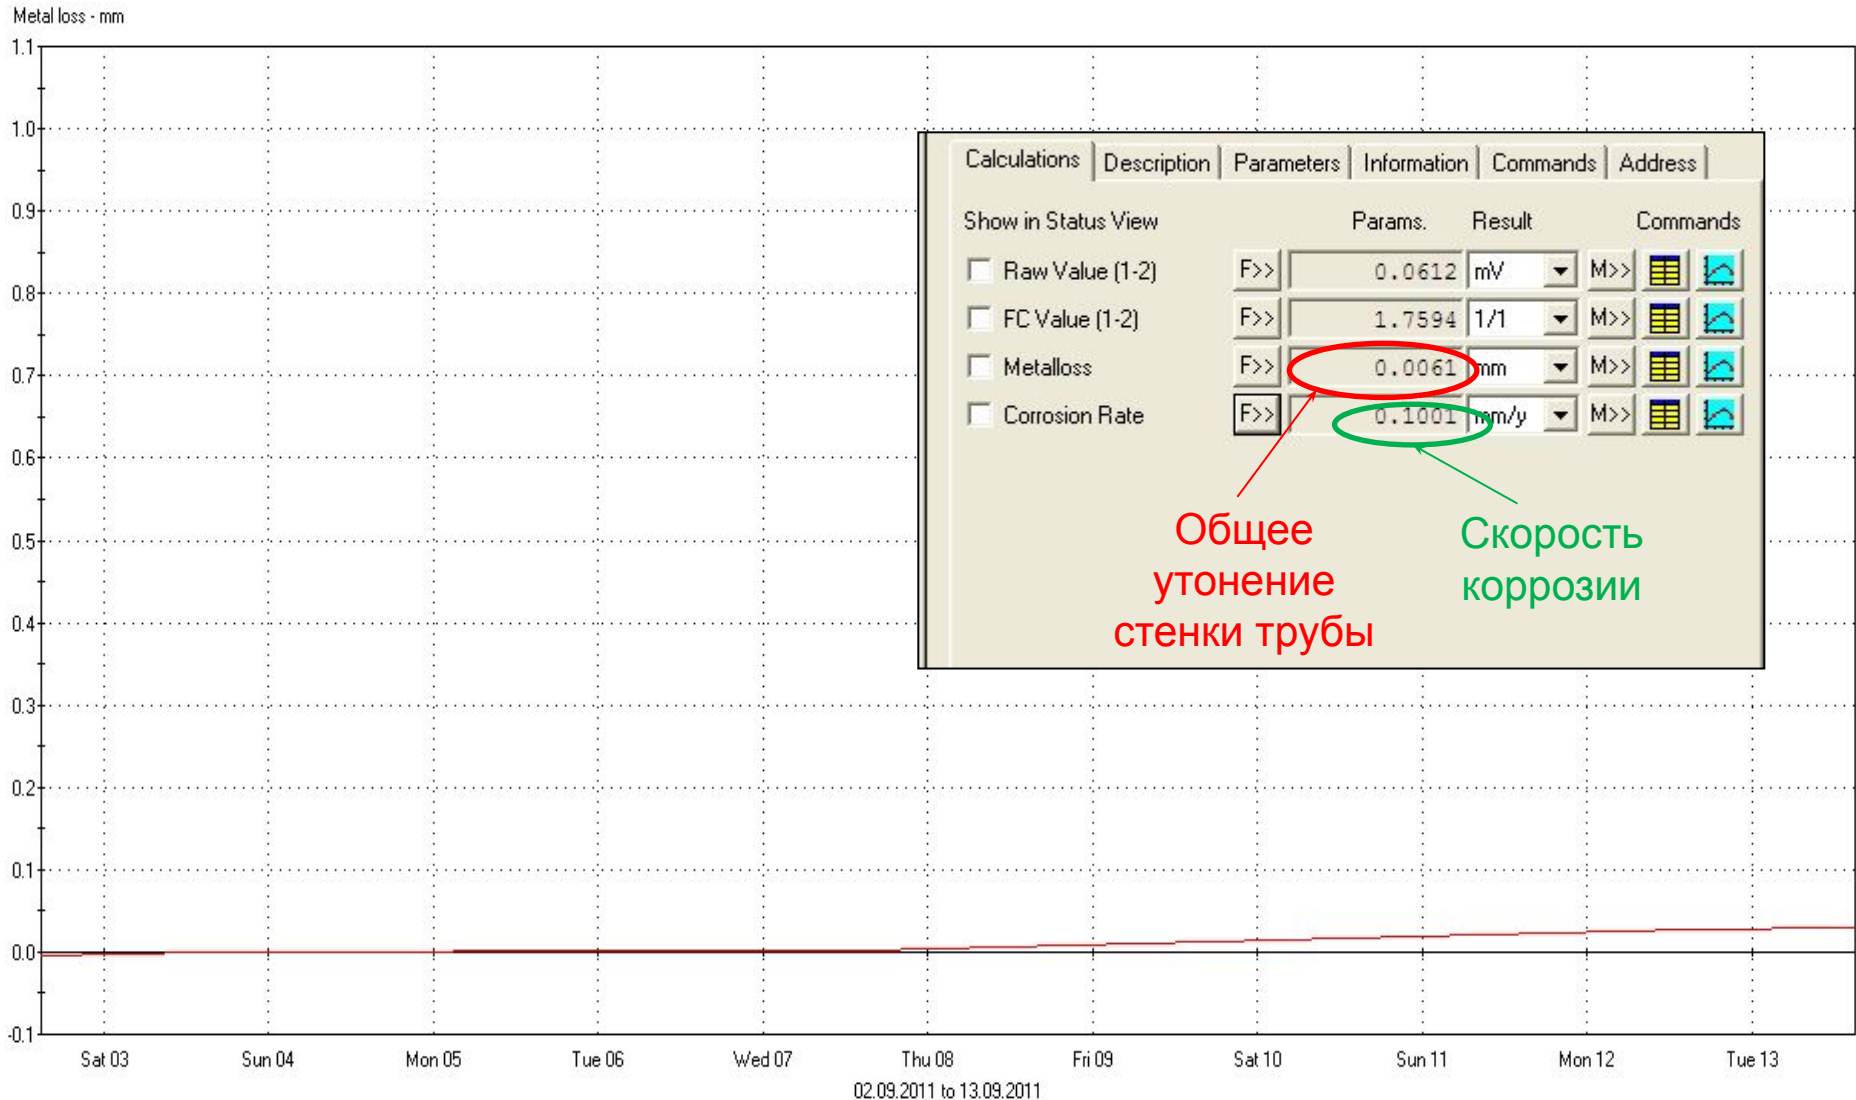 Metal loss - mm
1.1
1.0
0.9
0.8
0.7
0.6
0.5
0.4
0.3
0.2
0.1
0.0
-0.1
Calculations Description Parameters Information Commands Address
Show in Status View Params. Result Commands
Raw Value (1-2) F>> 0.0612 mV M>>
FC Value (1-2) F>> 1.7594 1/1 M>>
Metalloss F>> 0.0061 mm M>>
Corrosion Rate F>> 0.1001 mm/y M>>
Общее
утонение
стенки трубы
Скорость
коррозии
Sat 03 Sun 04 Mon 05 Tue 06 Wed 07 Thu 08 Fri 09 Sat 10 Sun 11 Mon 12 Tue 13
02.09.2011 to 13.09.2011